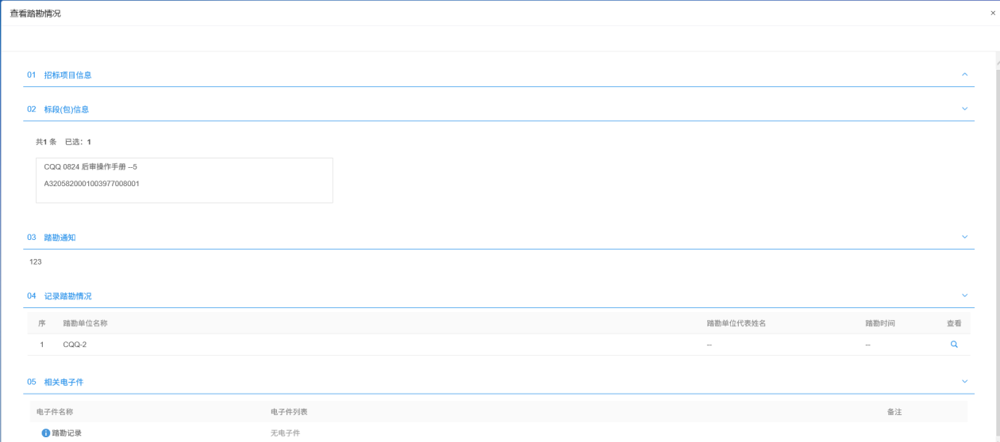 查看踏勘情况
×
01 招标项目信息
02 标段(包)信息
共1 条 已选：1
CQQ 0824 后审操作手册 --5
A3205820001003977008001
03 踏勘通知
123
04 记录踏勘情况
序 踏勘单位名称 踏勘单位代表姓名 踏勘时间 查看
1 CQQ-2 -- --
05 相关电子件
电子件名称 电子件列表 备注
踏勘记录 无电子件